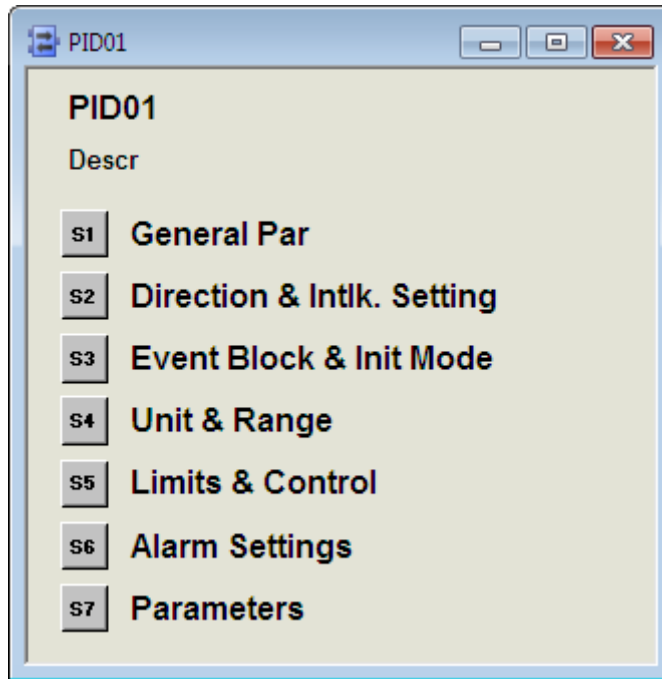 PID01
PID01
Descr
S1 General Par
S2 Direction & Intlk. Setting
S3 Event Block & Init Mode
S4 Unit & Range
S5 Limits & Control
S6 Alarm Settings
S7 Parameters